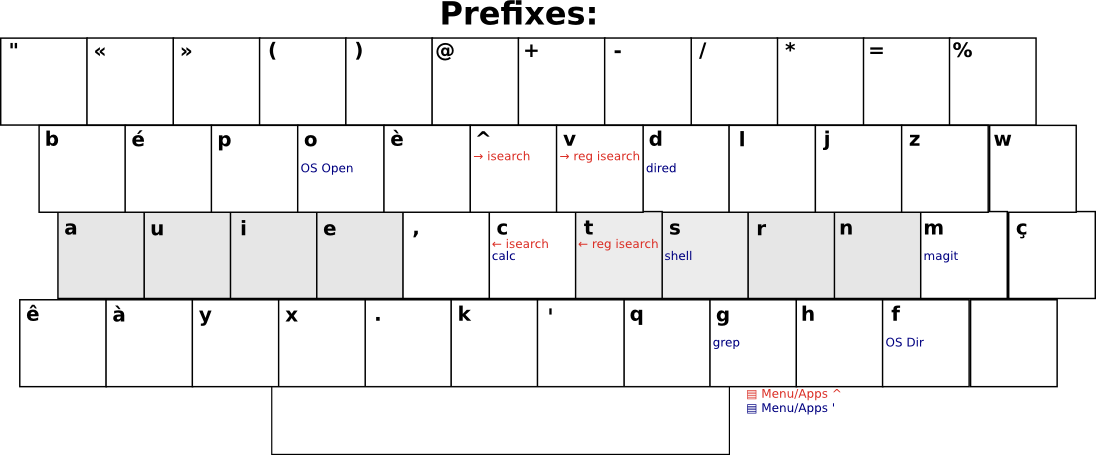 Prefixes:
" « » ( ) @ + - / * = %
b é p o è ^ v d l j z w
→ isearch → reg isearch
OS Open dired
a u i e , c t s r n m ç
← isearch ← reg isearch
calc shell magit
ê à y x . k ' q g h f
grep OS Dir
▤ Menu/Apps ^
▤ Menu/Apps '